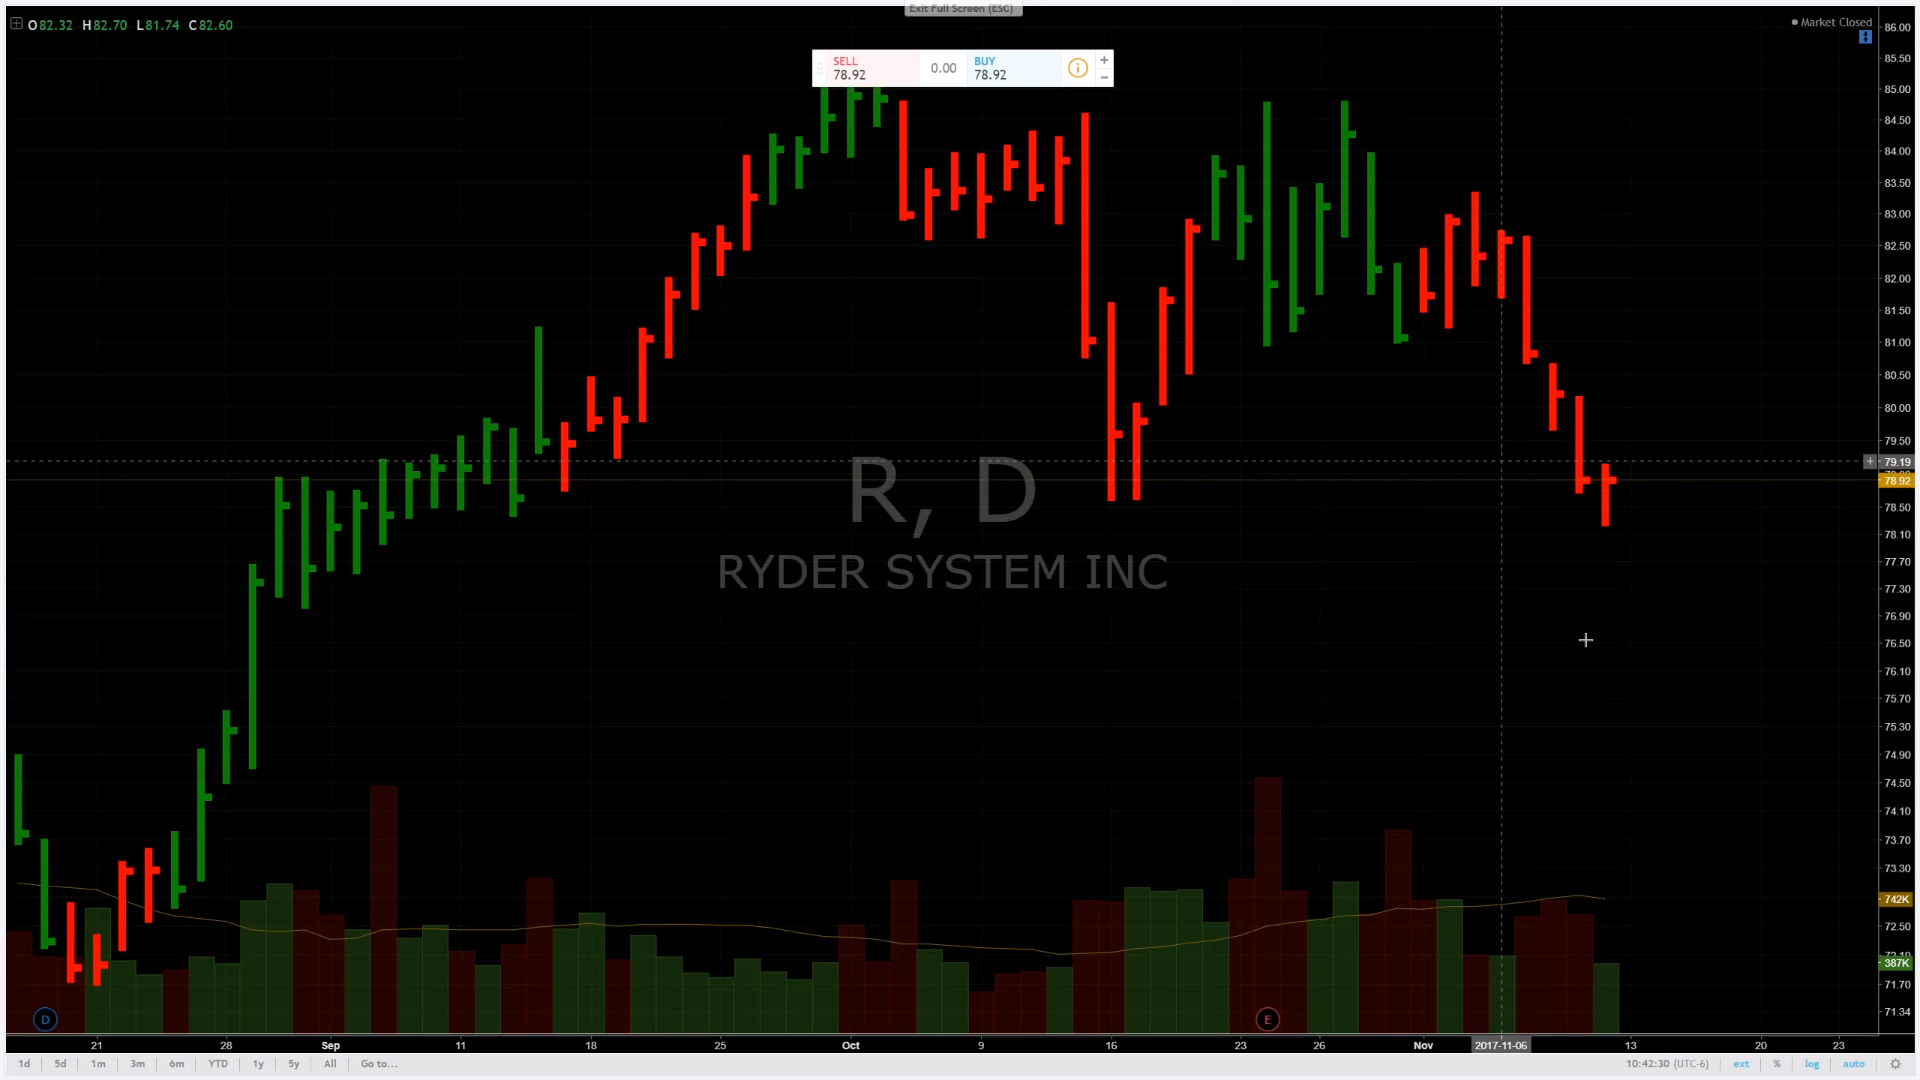 Exit Full Screen (ESC)
O82.32 H82.70 L81.74 C82.60
Market Closed
SELL
78.92
0.00
BUY
78.92
+
−
86.00
85.50
85.00
84.50
84.00
83.50
83.00
82.50
82.00
81.50
81.00
80.50
80.00
79.50
79.19
78.92
78.50
78.10
77.70
77.30
76.90
76.50
76.10
75.70
75.30
74.90
74.50
74.10
73.70
73.30
742K
72.50
387K
71.70
71.34
R, D
RYDER SYSTEM INC
D
E
21 28 Sep 11 18 25 Oct 9 16 23 26 Nov 2017-11-06 13 20 23
1d 5d 1m 3m 6m YTD 1y 5y All Go to...
10:42:30 (UTC-6) ext % log auto